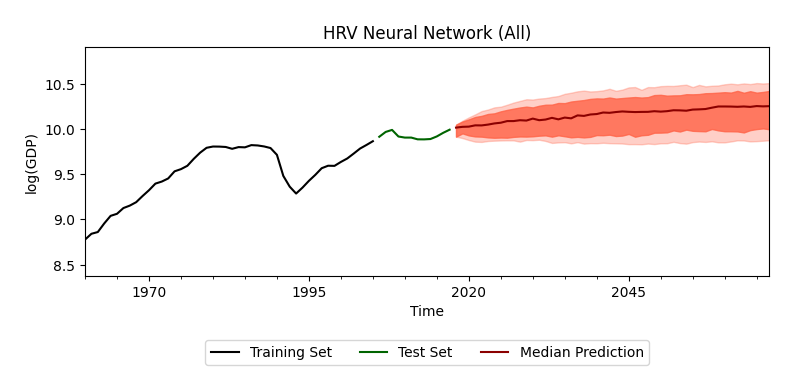 HRV Neural Network (All)
10.5
10.0
9.5
9.0
8.5
log(GDP)
1970 1995 2020 2045
Time
Training Set Test Set Median Prediction